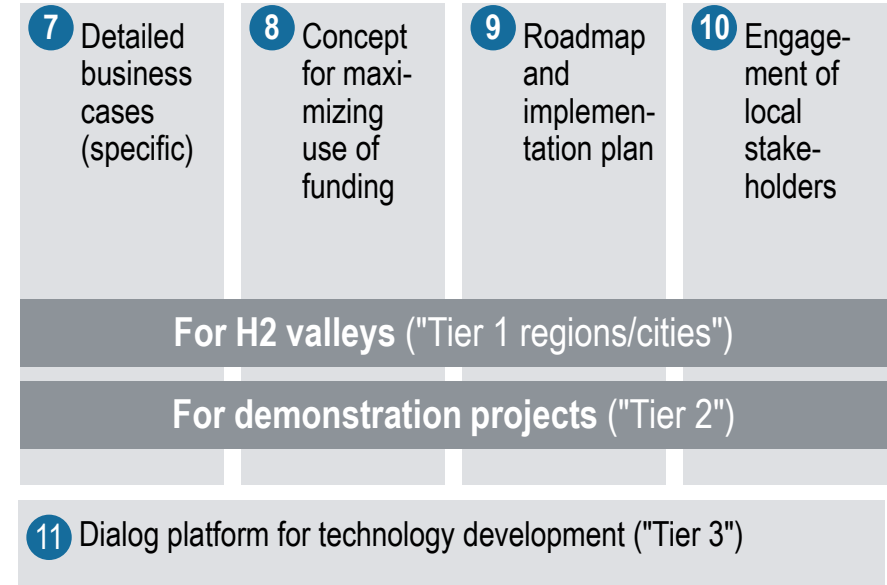 7 Detailed
business
cases
(specific)
8 Concept
for maxi-
mizing
use of
funding
9 Roadmap
and
implemen-
tation plan
10 Engage-
ment of
local
stake-
holders
For H2 valleys ("Tier 1 regions/cities")
For demonstration projects ("Tier 2")
11 Dialog platform for technology development ("Tier 3")